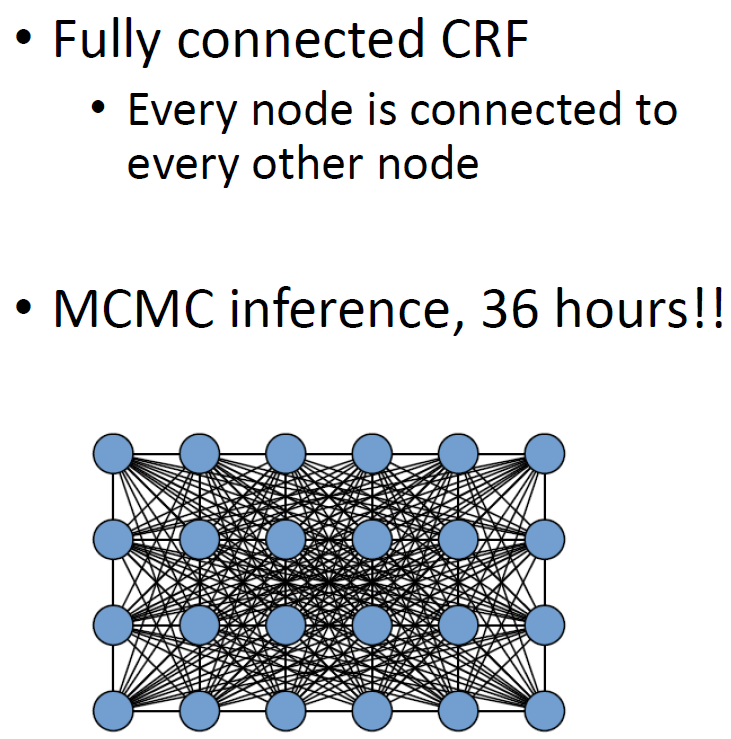 • Fully connected CRF
• Every node is connected to
every other node
• MCMC inference, 36 hours!!